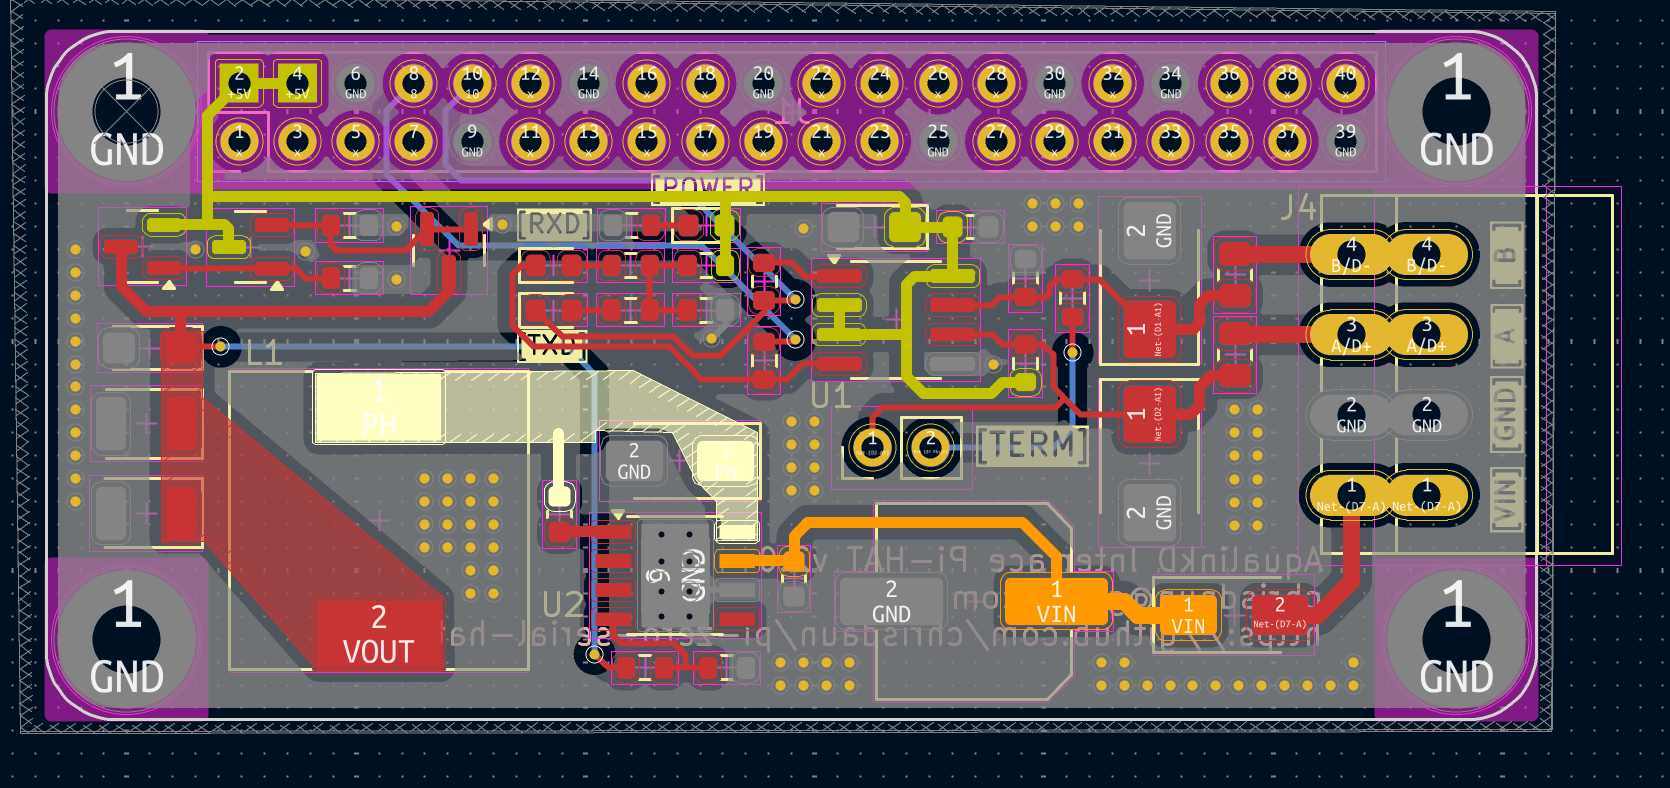 1
GND
2
+5V
4
+5V
6
GND
8
8
10
10
12
x
14
GND
16
x
18
x
20
GND
22
x
24
x
26
x
28
x
30
GND
32
x
34
GND
36
x
38
x
40
x
1
GND
1
x
3
x
5
x
7
x
9
GND
11
x
13
x
15
x
17
x
19
x
21
x
23
x
25
GND
27
x
29
x
31
x
33
x
35
x
37
x
39
GND
J1
[POWER]
[RXD]
[TXD]
L1
U1
J4
2
GND
4
B/D-
4
B/D-
[B]
1
Net-(D1-A1)
3
A/D+
3
A/D+
[A]
1
PH
1
Net-(D2-A1)
2
GND
2
GND
[GND]
2
GND
1
PH
1
2
[TERM]
2
GND
1
Net-(D7-A)
1
Net-(D7-A)
[VIN]
AqualinkD Interface Pi-HAT
9
GND
U2
2
GND
1
VIN
1
VIN
2
Net-(D7-A)
https://github.com/chrisdaun/pi-zero-serial-hat
2
VOUT
1
GND
1
GND